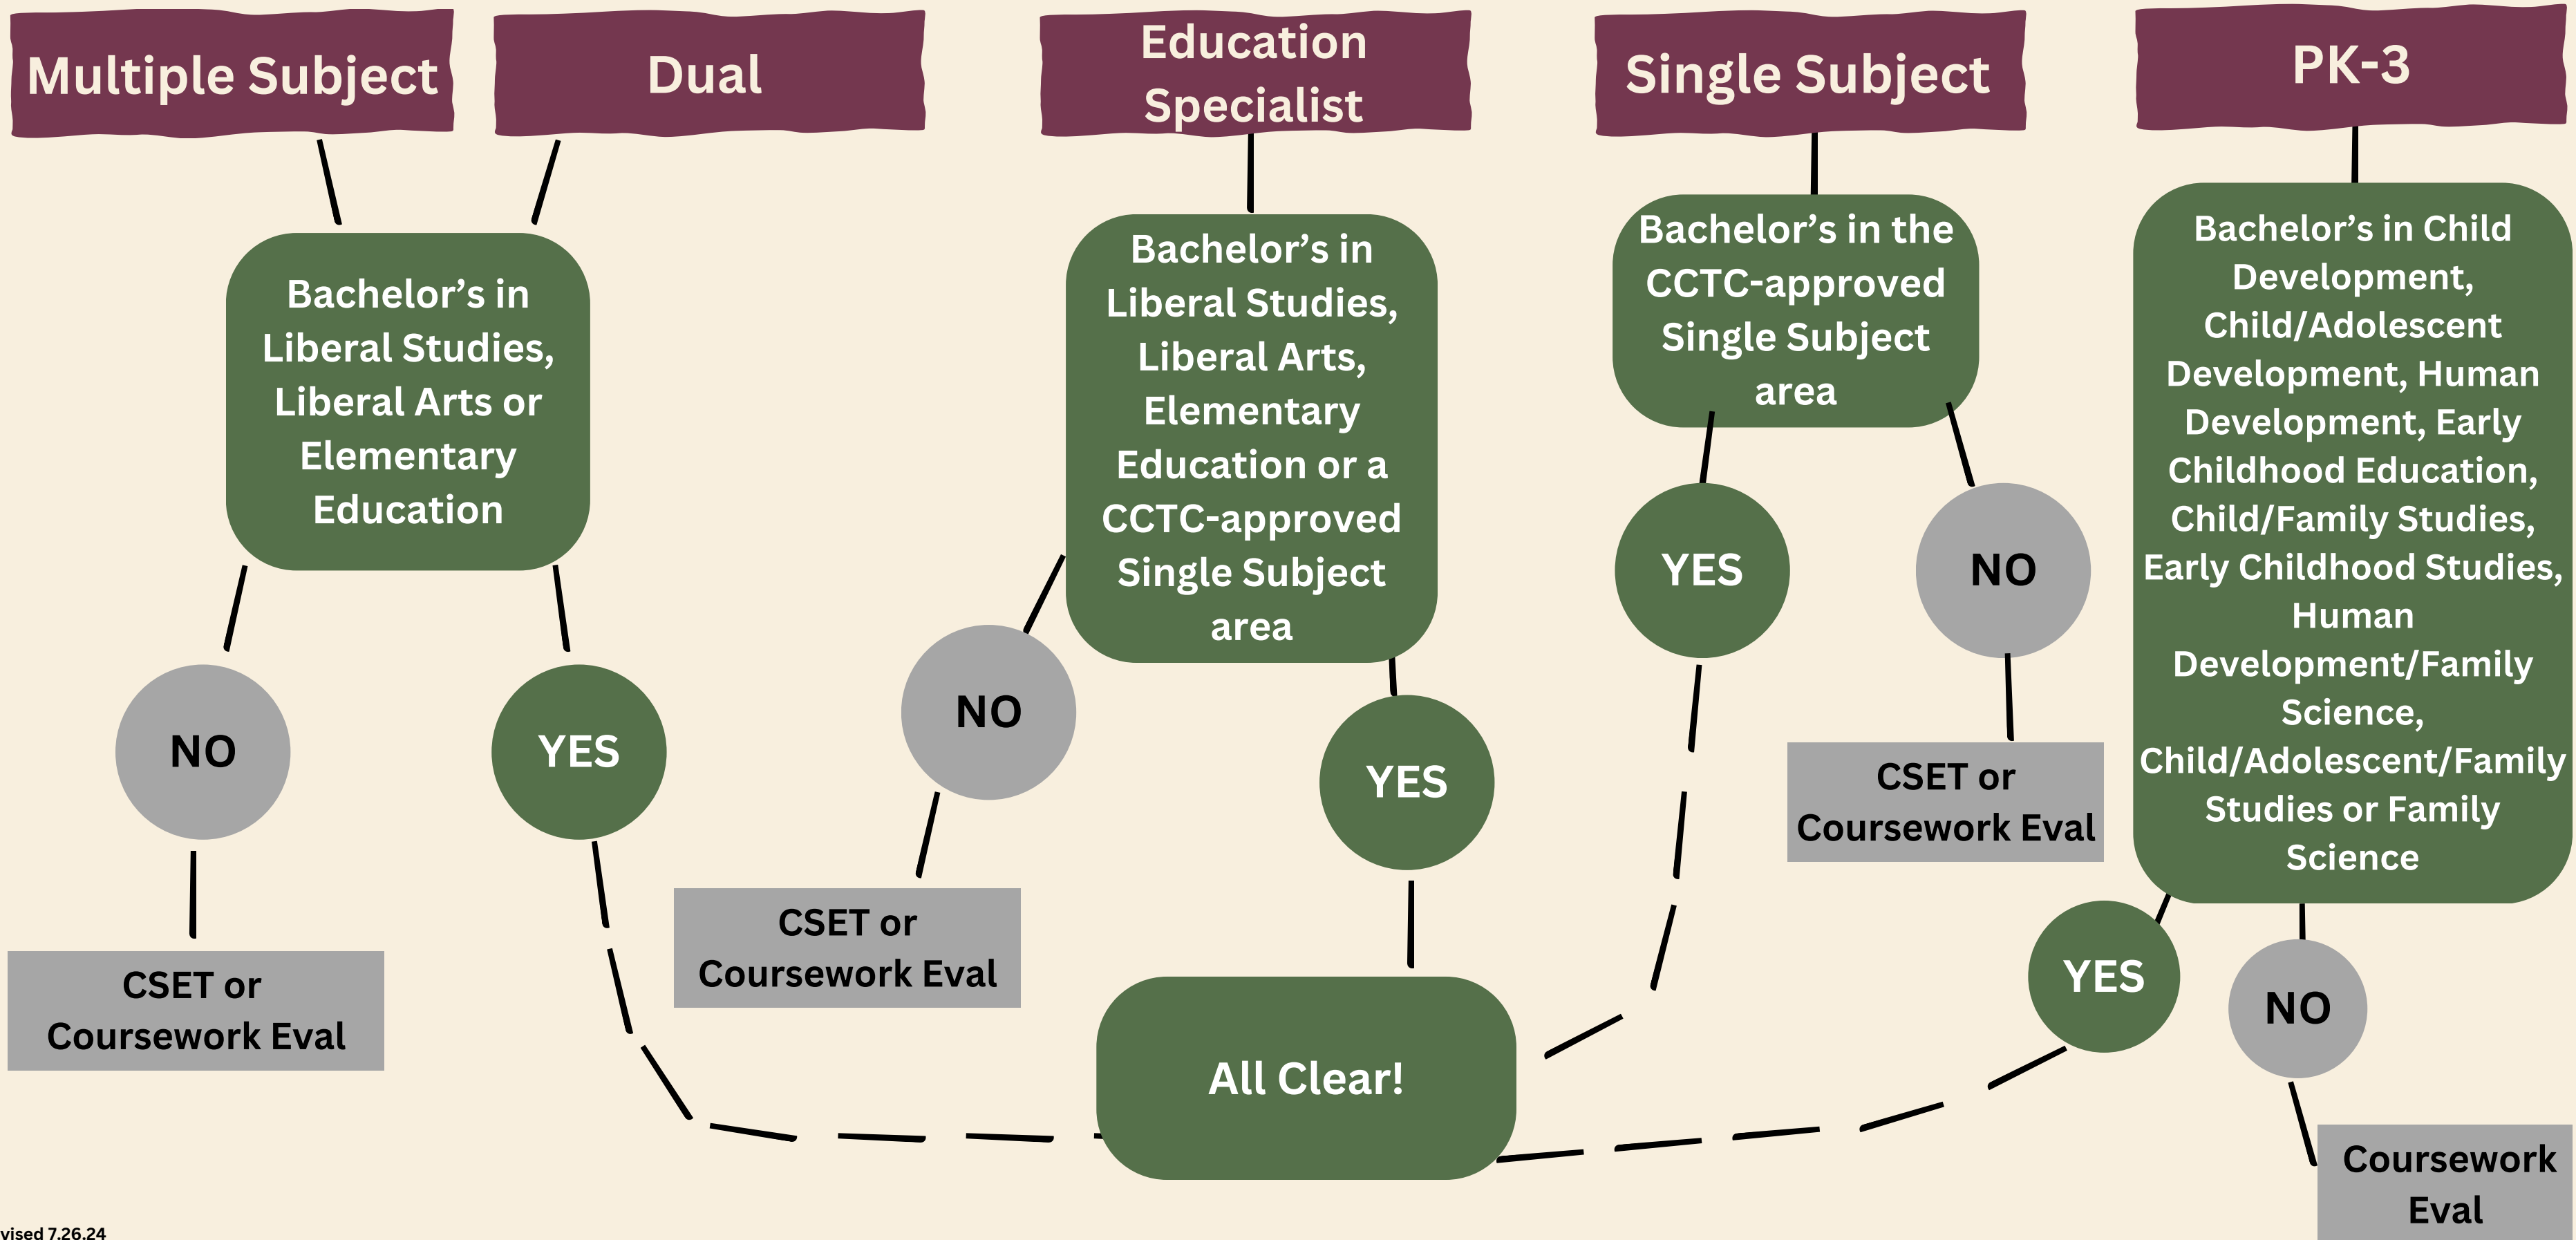 Multiple Subject
Dual
Education
Specialist
Single Subject
PK-3
Bachelor’s in
Liberal Studies,
Liberal Arts or
Elementary
Education
NO
YES
CSET or
Coursework Eval
Bachelor’s in
Liberal Studies,
Liberal Arts,
Elementary
Education or a
CCTC-approved
Single Subject
area
NO
YES
CSET or
Coursework Eval
Bachelor’s in the
CCTC-approved
Single Subject
area
YES
NO
CSET or
Coursework Eval
Bachelor’s in Child
Development,
Child/Adolescent
Development, Human
Development, Early
Childhood Education,
Child/Family Studies,
Early Childhood Studies,
Human
Development/Family
Science,
Child/Adolescent/Family
Studies or Family
Science
YES
NO
Coursework
Eval
All Clear!
vised 7.26.24